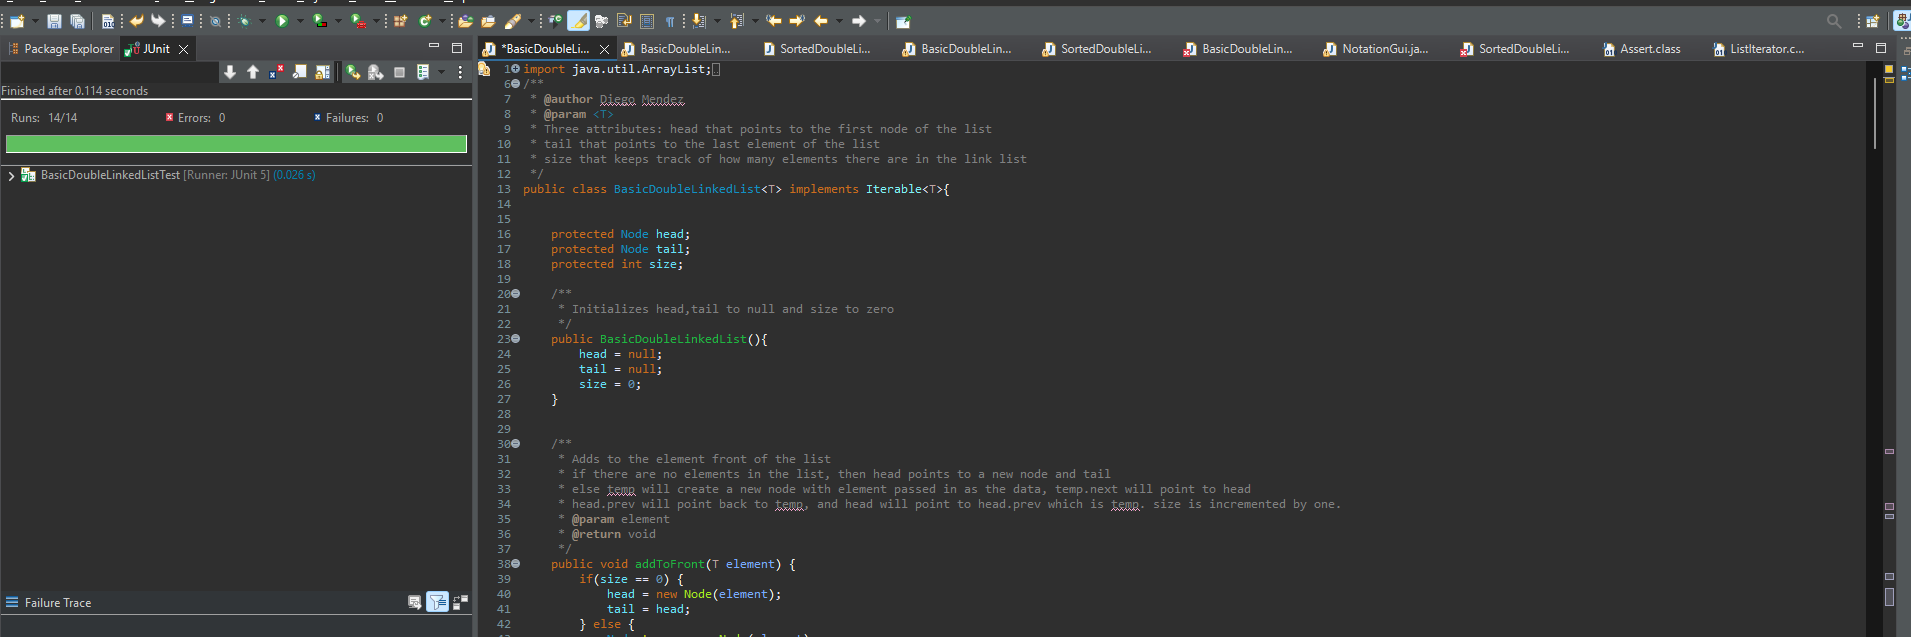 Package Explorer JUnit
Finished after 0.114 seconds
Runs: 14/14 Errors: 0 Failures: 0
BasicDoubleLinkedListTest [Runner: JUnit 5] (0.026 s)
Failure Trace
*BasicDoubleLi... BasicDoubleLin... SortedDoubleLi... BasicDoubleLin... SortedDoubleLi... BasicDoubleLin... NotationGui.ja... SortedDoubleLi... Assert.class ListIterator.c...
1 import java.util.ArrayList;
6 /**
7 * @author Diego Mendez
8 * @param <T>
9 * Three attributes: head that points to the first node of the list
10 * tail that points to the last element of the list
11 * size that keeps track of how many elements there are in the link list
12 */
13 public class BasicDoubleLinkedList<T> implements Iterable<T>{
14
15
16 protected Node head;
17 protected Node tail;
18 protected int size;
19
20 /**
21 * Initializes head,tail to null and size to zero
22 */
23 public BasicDoubleLinkedList(){
24 head = null;
25 tail = null;
26 size = 0;
27 }
28
29
30 /**
31 * Adds to the element front of the list
32 * if there are no elements in the list, then head points to a new node and tail
33 * else temp will create a new node with element passed in as the data, temp.next will point to head
34 * head.prev will point back to temp, and head will point to head.prev which is temp. size is incremented by one.
35 * @param element
36 * @return void
37 */
38 public void addToFront(T element) {
39 if(size == 0) {
40 head = new Node(element);
41 tail = head;
42 } else {